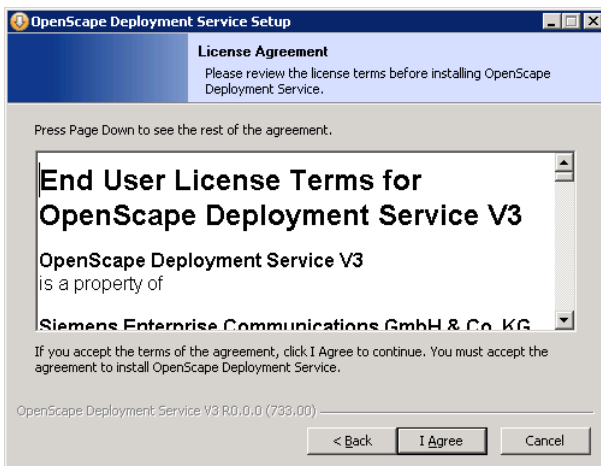 OpenScape Deployment Service Setup
License Agreement
Please review the license terms before installing OpenScape
Deployment Service.
Press Page Down to see the rest of the agreement.
End User License Terms for
OpenScape Deployment Service V3
OpenScape Deployment Service V3
is a property of
Siemens Enterprise Communications GmbH & Co. KG
If you accept the terms of the agreement, click I Agree to continue. You must accept the
agreement to install OpenScape Deployment Service.
OpenScape Deployment Service V3 R0.0.0 (733.00)
< Back
I Agree
Cancel